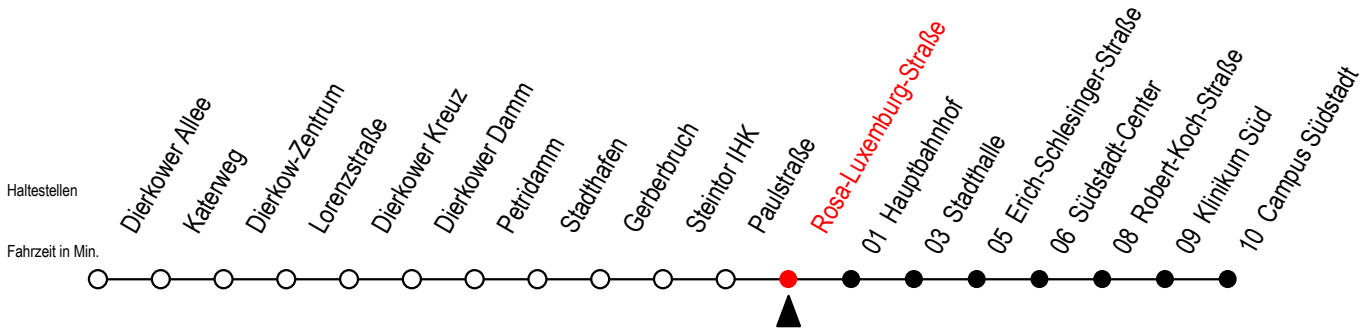 Haltestellen
Fahrzeit in Min.
Dierkower Allee
Katerweg
Dierkow-Zentrum
Lorenzstraße
Dierkower Kreuz
Dierkower Damm
Petridamm
Stadthafen
Gerberbruch
Steintor IHK
Paulstraße
Rosa-Luxemburg-Straße
01 Hauptbahnhof
03 Stadthalle
05 Erich-Schlesinger-Straße
06 Südstadt-Center
08 Robert-Koch-Straße
09 Klinikum Süd
10 Campus Südstadt